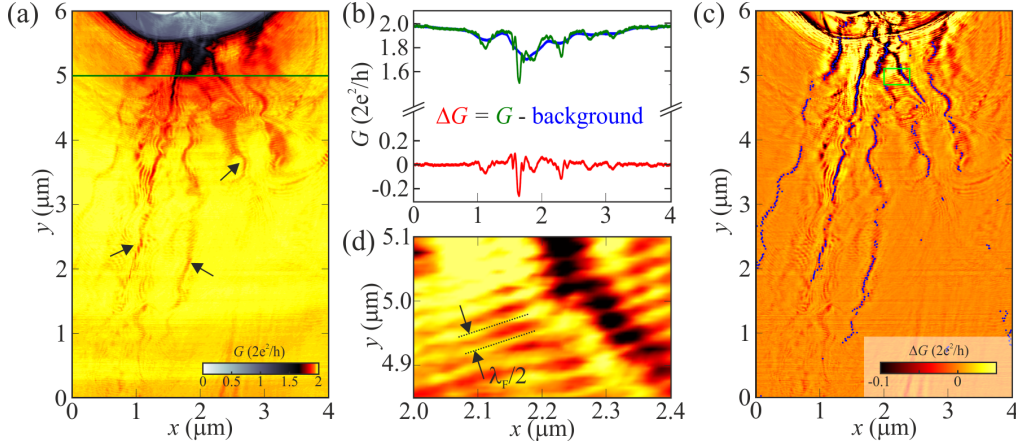 (a)
6
5
4
3
2
1
0
y (μm)
G (2e²/h)
0 0.5 1 1.5 2
0 1 2 3 4
x (μm)
(b)
2.0
1.8
1.6
ΔG = G - background
0.2
0
-0.2
G (2e²/h)
0 1 2 3 4
(d)
5.1
5.0
4.9
y (μm)
λF/2
2.0 2.1 2.2 2.3 2.4
x (μm)
(c)
6
5
4
3
2
1
0
y (μm)
ΔG (2e²/h)
-0.1 0
0 1 2 3 4
x (μm)